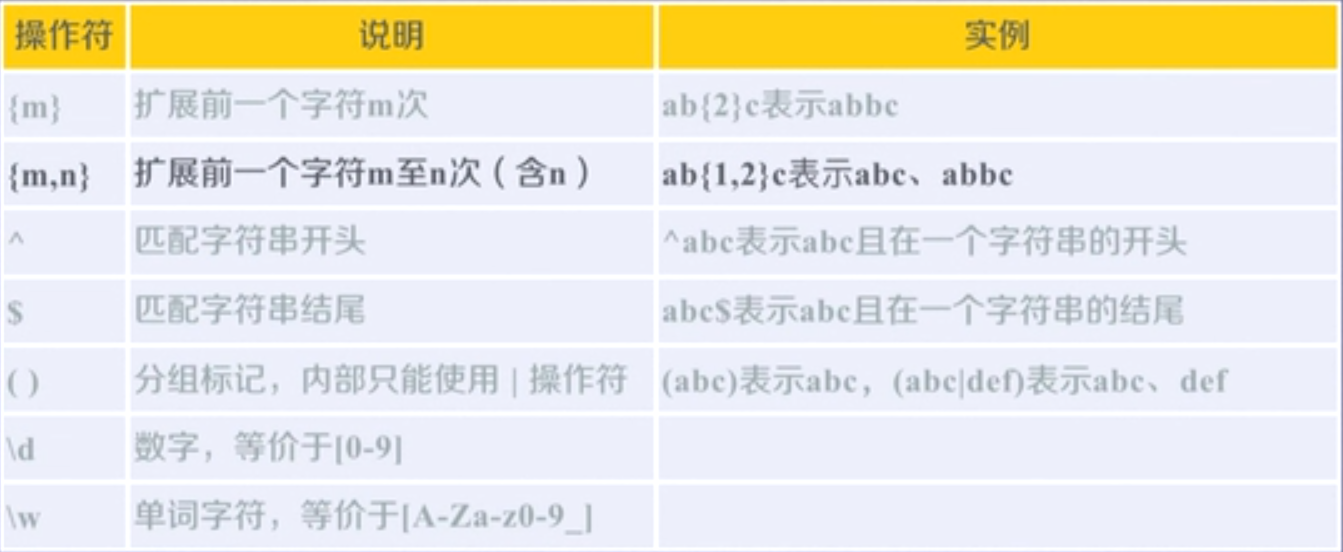 操作符 说明 实例
{m} 扩展前一个字符m次 ab{2}c表示abbc
{m,n} 扩展前一个字符m至n次（含n） ab{1,2}c表示abc、abbc
^ 匹配字符串开头 ^abc表示abc且在一个字符串的开头
$ 匹配字符串结尾 abc$表示abc且在一个字符串的结尾
( ) 分组标记，内部只能使用 | 操作符 (abc)表示abc，(abc|def)表示abc、def
\d 数字，等价于[0-9]
\w 单词字符，等价于[A-Za-z0-9_]